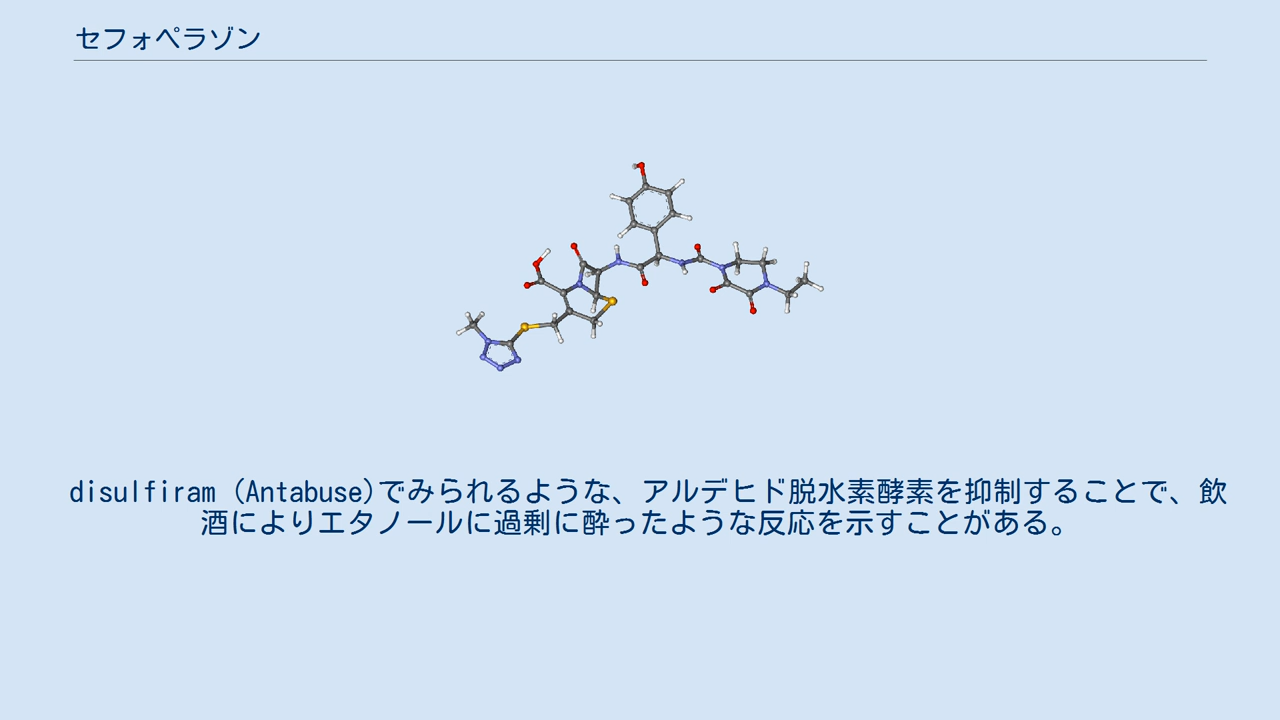 セフォペラゾン
disulfiram (Antabuse)でみられるような、アルデヒド脱水素酵素を抑制することで、飲
酒によりエタノールに過剰に酔ったような反応を示すことがある。